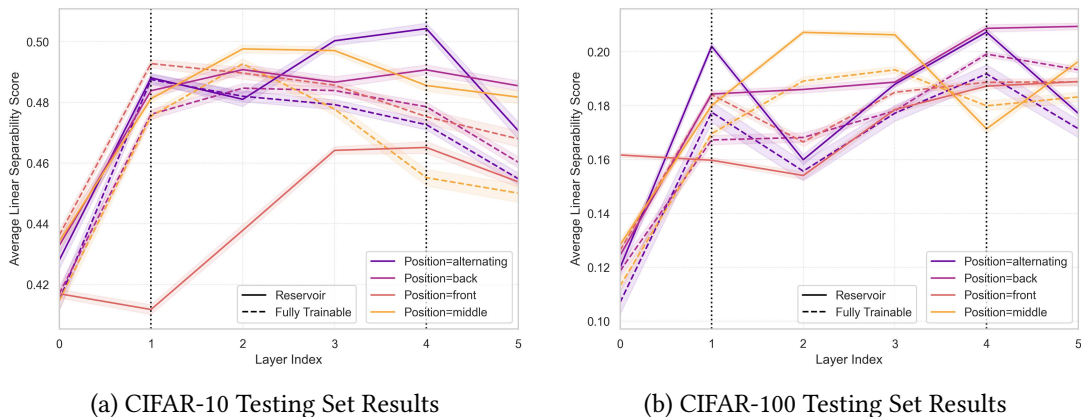 Average Linear Separability Score
0.50
0.48
0.46
0.44
0.42
Reservoir
Fully Trainable
Position=alternating
Position=back
Position=front
Position=middle
0 1 2 3 4 5
Layer Index
(a) CIFAR-10 Testing Set Results
Average Linear Separability Score
0.20
0.18
0.16
0.14
0.12
0.10
Reservoir
Fully Trainable
Position=alternating
Position=back
Position=front
Position=middle
0 1 2 3 4 5
Layer Index
(b) CIFAR-100 Testing Set Results